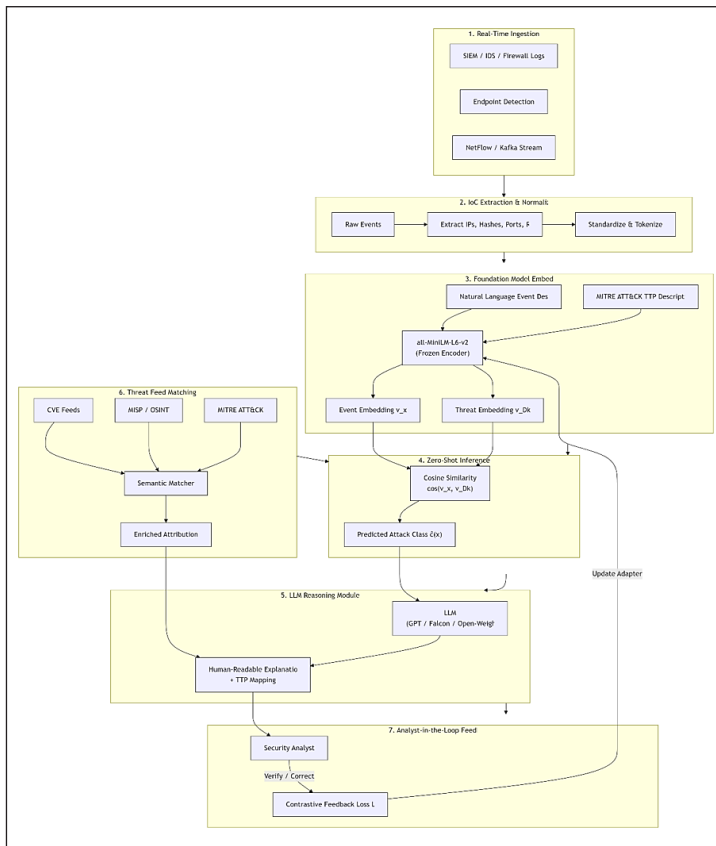 1. Real-Time Ingestion
SIEM / IDS / Firewall Logs
Endpoint Detection
NetFlow / Kafka Stream
2. IoC Extraction & Normali:
Raw Events
Extract IPs, Hashes, Ports, R
Standardize & Tokenize
3. Foundation Model Embed
Natural Language Event Des
MITRE ATT&CK TTP Descript
all-MiniLM-L6-v2
(Frozen Encoder)
Event Embedding v_x
Threat Embedding v_Dk
6. Threat Feed Matching
CVE Feeds
MISP / OSINT
MITRE ATT&CK
Semantic Matcher
Enriched Attribution
4. Zero-Shot Inference
Cosine Similarity
cos(v_x, v_Dk)
Predicted Attack Class ĉ(x)
Update Adapter
5. LLM Reasoning Module
LLM
(GPT / Falcon / Open-Weigh
Human-Readable Explanatio
+ TTP Mapping
7. Analyst-in-the-Loop Feed
Security Analyst
Verify / Correct
Contrastive Feedback Loss L